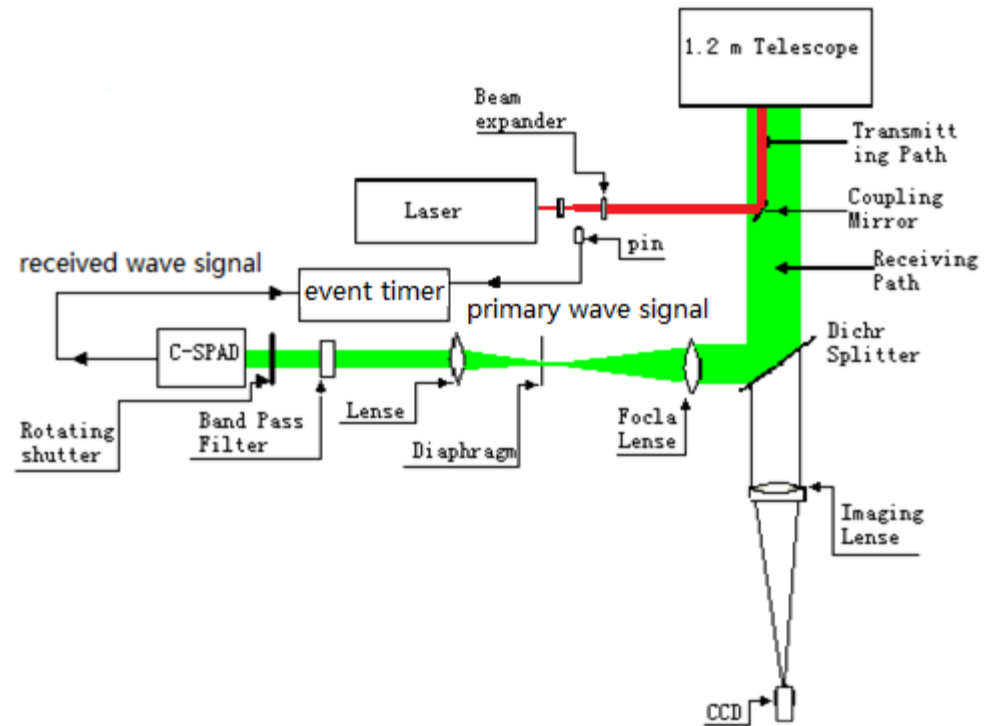 1.2 m Telescope
Beam
expander
Transmitt
ing Path
Laser
Coupling
Mirror
pin
received wave signal
Receiving
Path
event timer
primary wave signal
C-SPAD
Dichr
Splitter
Rotating
shutter
Band Pass
Filter
Lense
Diaphragm
Focla
Lense
Imaging
Lense
CCD